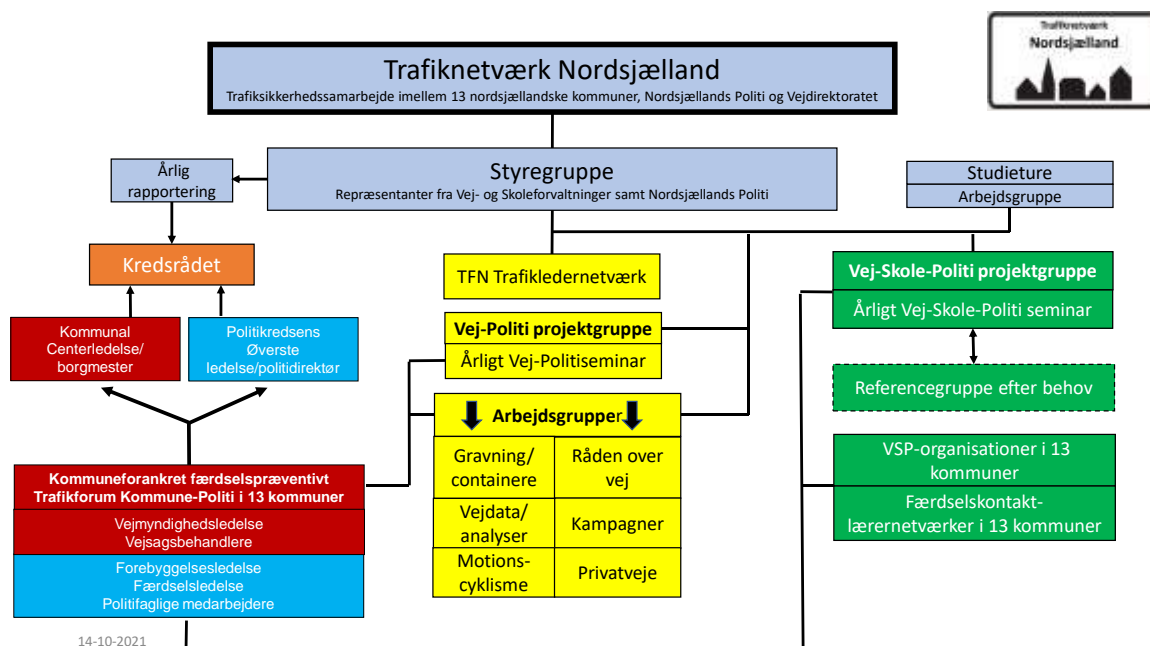 Trafiknetværk
Nordsjælland
Trafiknetværk Nordsjælland
Trafiksikkerhedssamarbejde imellem 13 nordsjællandske kommuner, Nordsjællands Politi og Vejdirektoratet
Årlig
rapportering
Styregruppe
Repræsentanter fra Vej- og Skoleforvaltninger samt Nordsjællands Politi
Studieture
Arbejdsgruppe
Kredsrådet
Kommunal
Centerledelse/
borgmester
Politikredsens
Øverste
ledelse/politidirektør
Kommuneforankret færdselspræventivt
Trafikforum Kommune-Politi i 13 kommuner
Vejmyndighedsledelse
Vejsagsbehandlere
Forebyggelsesledelse
Færdselsledelse
Politifaglige medarbejdere
TFN Trafikledernetværk
Vej-Politi projektgruppe
Årligt Vej-Politiseminar
Arbejdsgrupper
Gravning/
containere
Råden over
vej
Vejdata/
analyser
Kampagner
Motions-
cyklisme
Privatveje
Vej-Skole-Politi projektgruppe
Årligt Vej-Skole-Politi seminar
Referencegruppe efter behov
VSP-organisationer i 13
kommuner
Færdselskontakt-
lærernetværker i 13 kommuner
14-10-2021